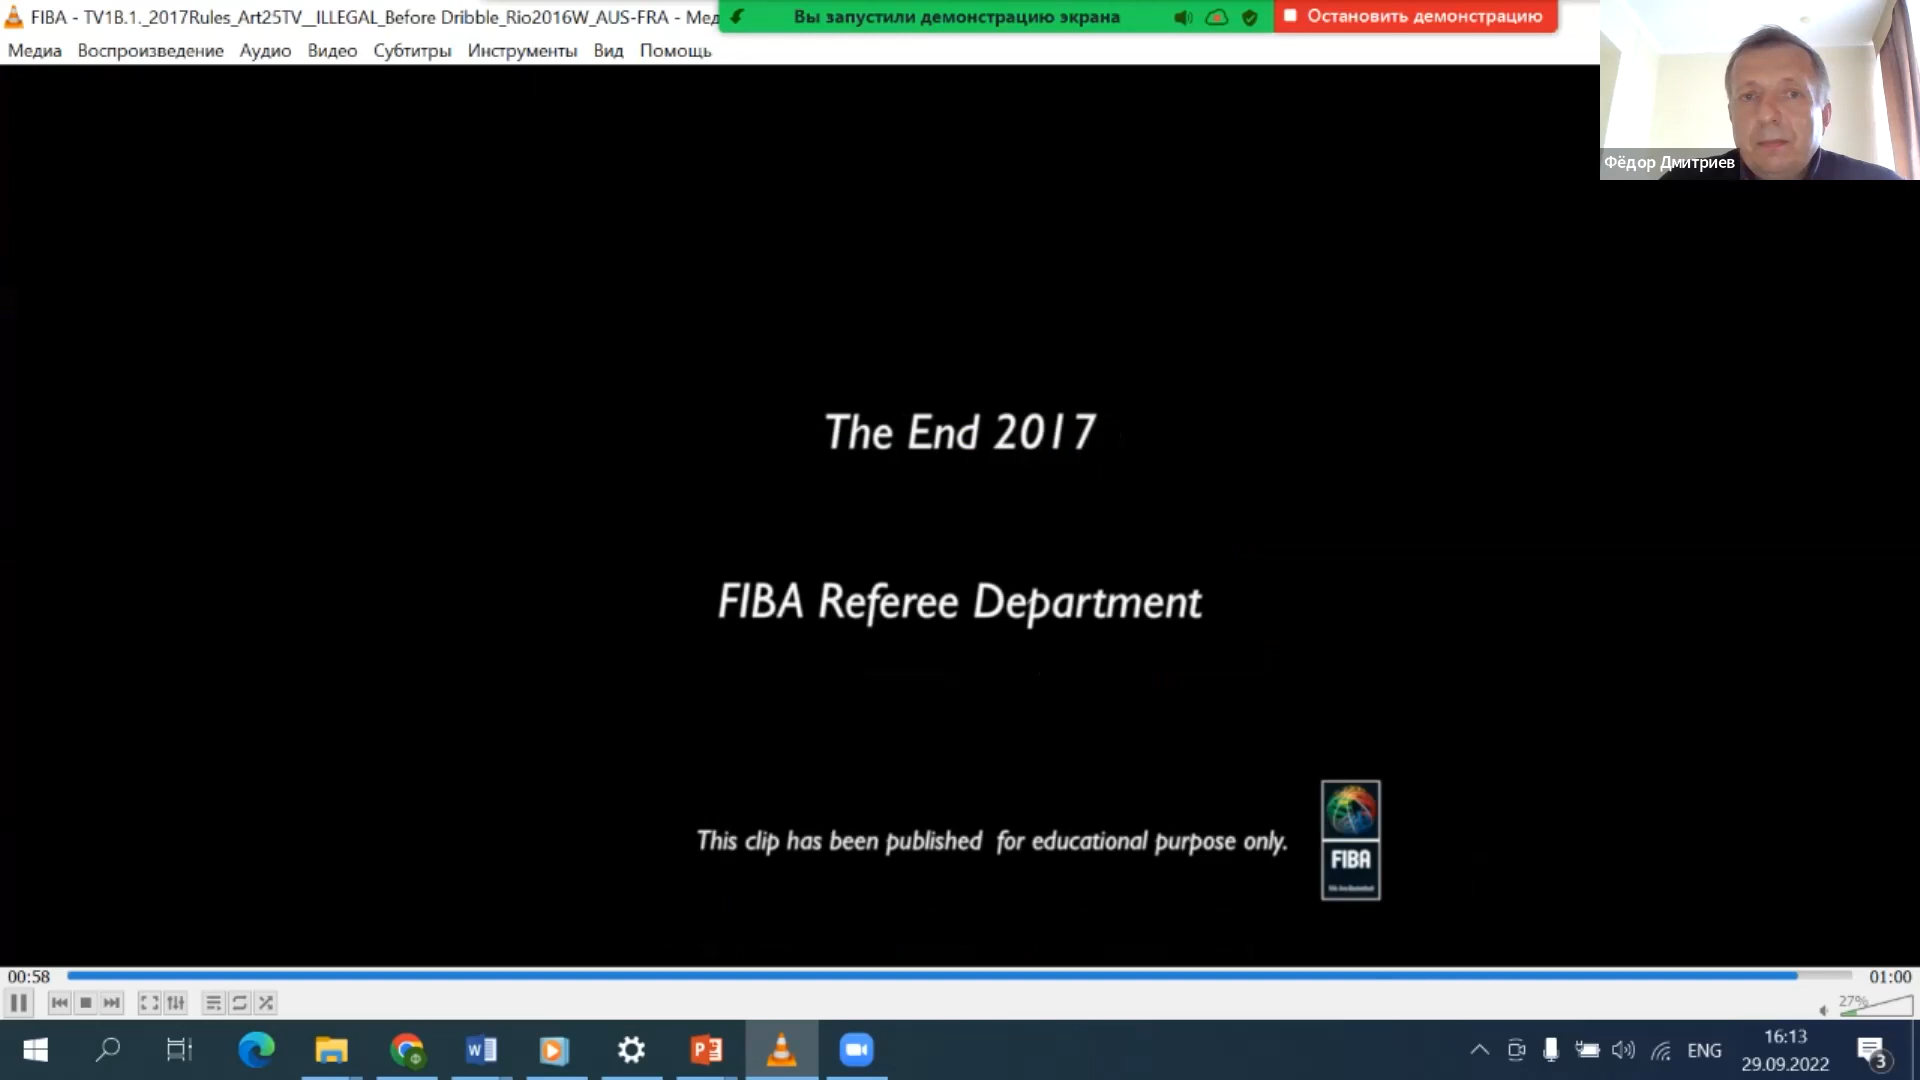 FIBA - TV1B.1._2017Rules_Art25TV__ILLEGAL_Before Dribble_Rio2016W_AUS-FRA - Мед
Вы запустили демонстрацию экрана
Остановить демонстрацию
Медиа Воспроизведение Аудио Видео Субтитры Инструменты Вид Помощь
Фёдор Дмитриев
The End 2017
FIBA Referee Department
This clip has been published for educational purpose only.
FIBA
00:58
01:00
27%
ENG
16:13
29.09.2022
3